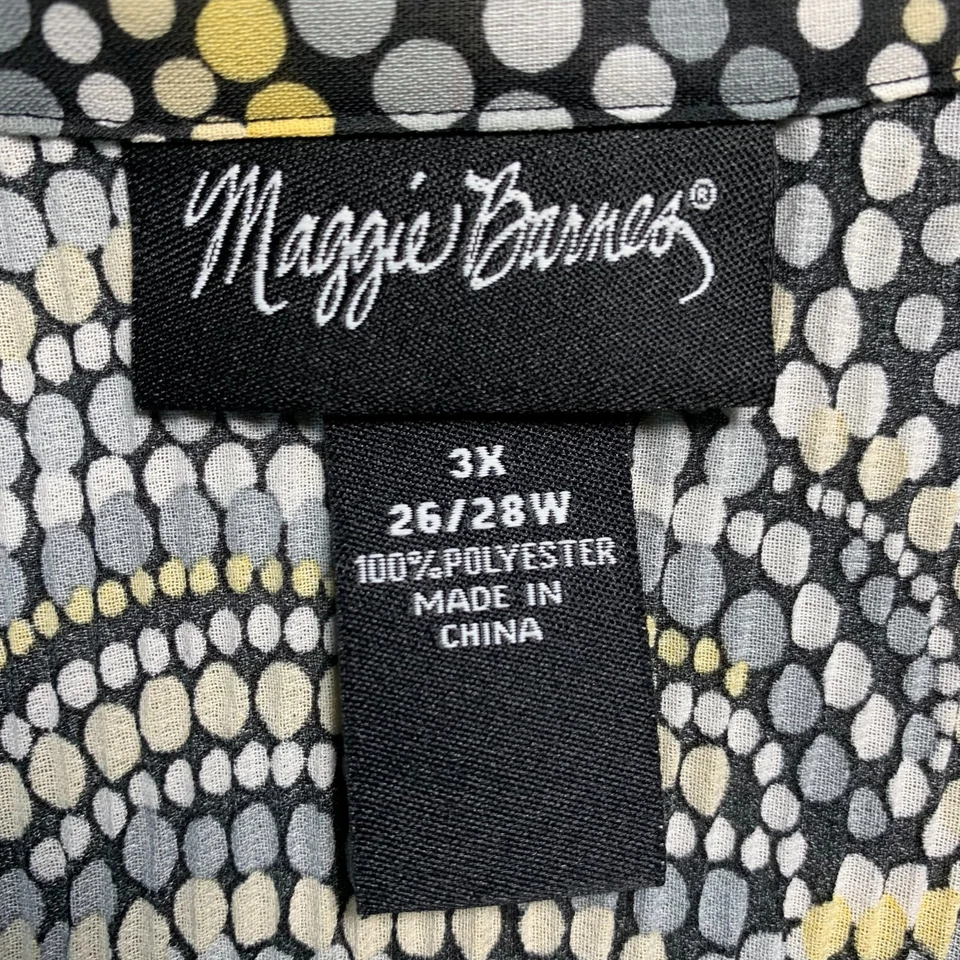 Maggie Barnes®
3X
26/28W
100%POLYESTER
MADE IN
CHINA